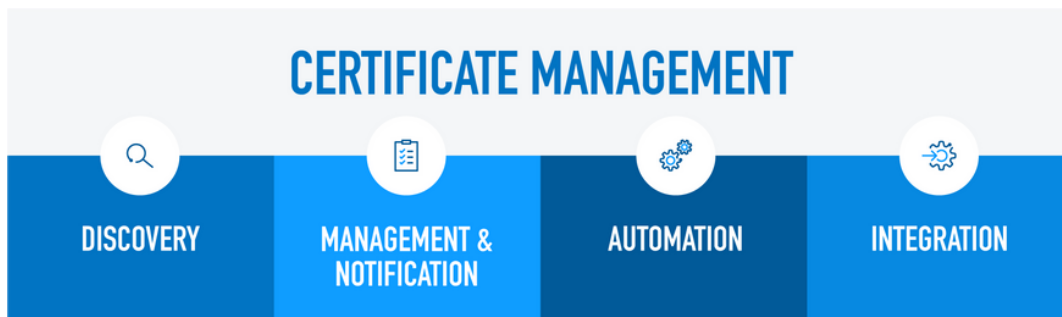 CERTIFICATE MANAGEMENT
DISCOVERY
MANAGEMENT &
NOTIFICATION
AUTOMATION
INTEGRATION